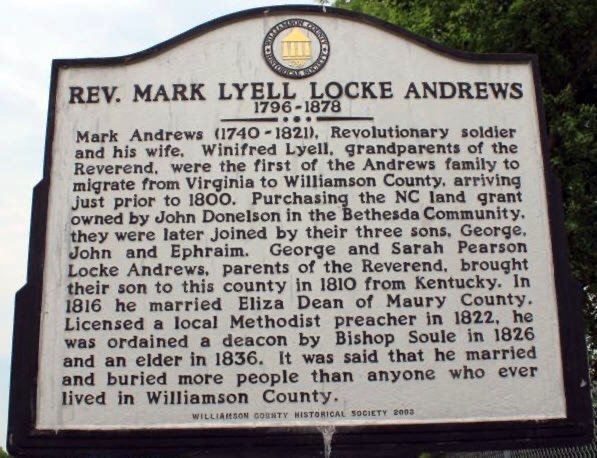 WILLIAMSON COUNTY
HISTORICAL SOCIETY
REV. MARK LYELL LOCKE ANDREWS
1796-1878
Mark Andrews (1740-1821), Revolutionary soldier
and his wife, Winifred Lyell, grandparents of the
Reverend, were the first of the Andrews family to
migrate from Virginia to Williamson County, arriving
just prior to 1800. Purchasing the NC land grant
owned by John Donelson in the Bethesda Community,
they were later joined by their three sons, George,
John and Ephraim. George and Sarah Pearson
Locke Andrews, parents of the Reverend, brought
their son to this county in 1810 from Kentucky. In
1816 he married Eliza Dean of Maury County.
Licensed a local Methodist preacher in 1822, he
was ordained a deacon by Bishop Soule in 1826
and an elder in 1836. It was said that he married
and buried more people than anyone who ever
lived in Williamson County.
WILLIAMSON COUNTY HISTORICAL SOCIETY 2003